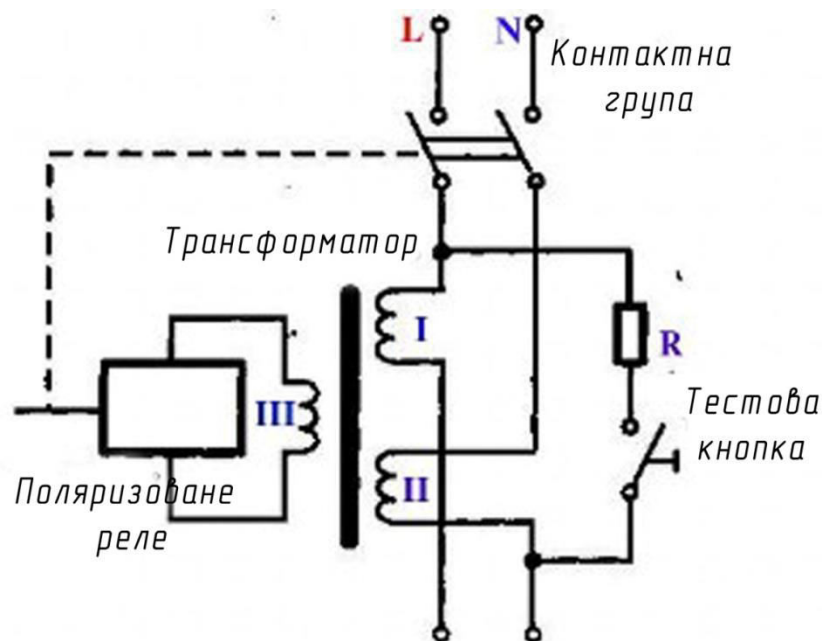 L N
Контактна
група
Трансформатор
I
R
III
Тестова
кнопка
II
Поляризоване
реле